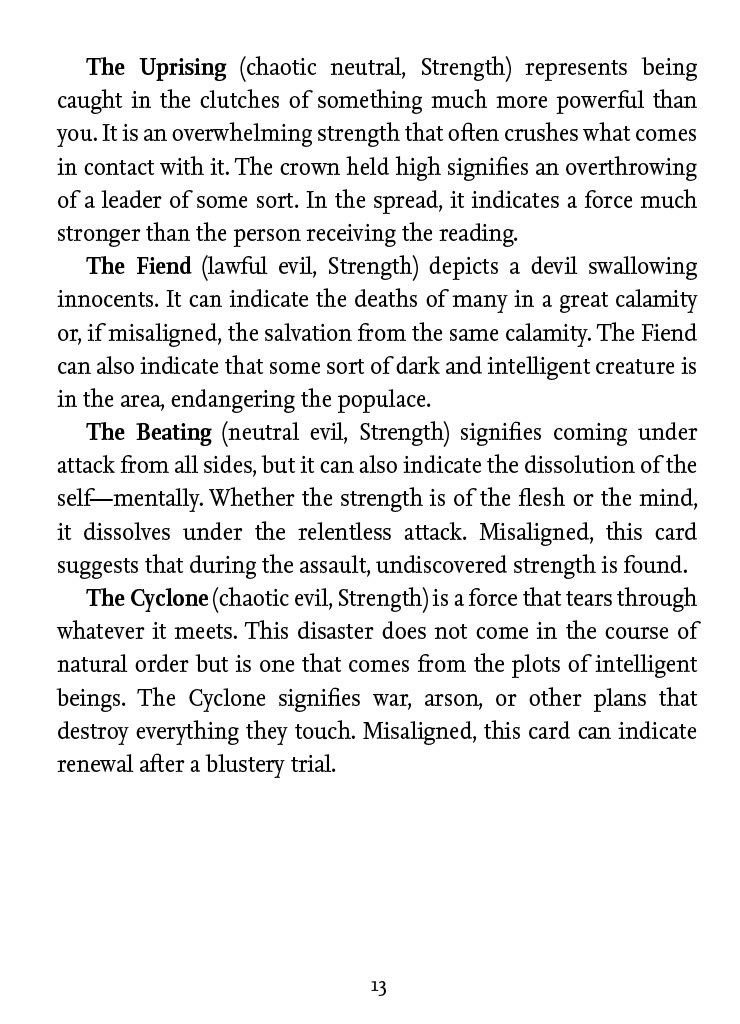 The Uprising (chaotic neutral, Strength) represents being
caught in the clutches of something much more powerful than
you. It is an overwhelming strength that often crushes what comes
in contact with it. The crown held high signifies an overthrowing
of a leader of some sort. In the spread, it indicates a force much
stronger than the person receiving the reading.
The Fiend (lawful evil, Strength) depicts a devil swallowing
innocents. It can indicate the deaths of many in a great calamity
or, if misaligned, the salvation from the same calamity. The Fiend
can also indicate that some sort of dark and intelligent creature is
in the area, endangering the populace.
The Beating (neutral evil, Strength) signifies coming under
attack from all sides, but it can also indicate the dissolution of the
self—mentally. Whether the strength is of the flesh or the mind,
it dissolves under the relentless attack. Misaligned, this card
suggests that during the assault, undiscovered strength is found.
The Cyclone (chaotic evil, Strength) is a force that tears through
whatever it meets. This disaster does not come in the course of
natural order but is one that comes from the plots of intelligent
beings. The Cyclone signifies war, arson, or other plans that
destroy everything they touch. Misaligned, this card can indicate
renewal after a blustery trial.
13